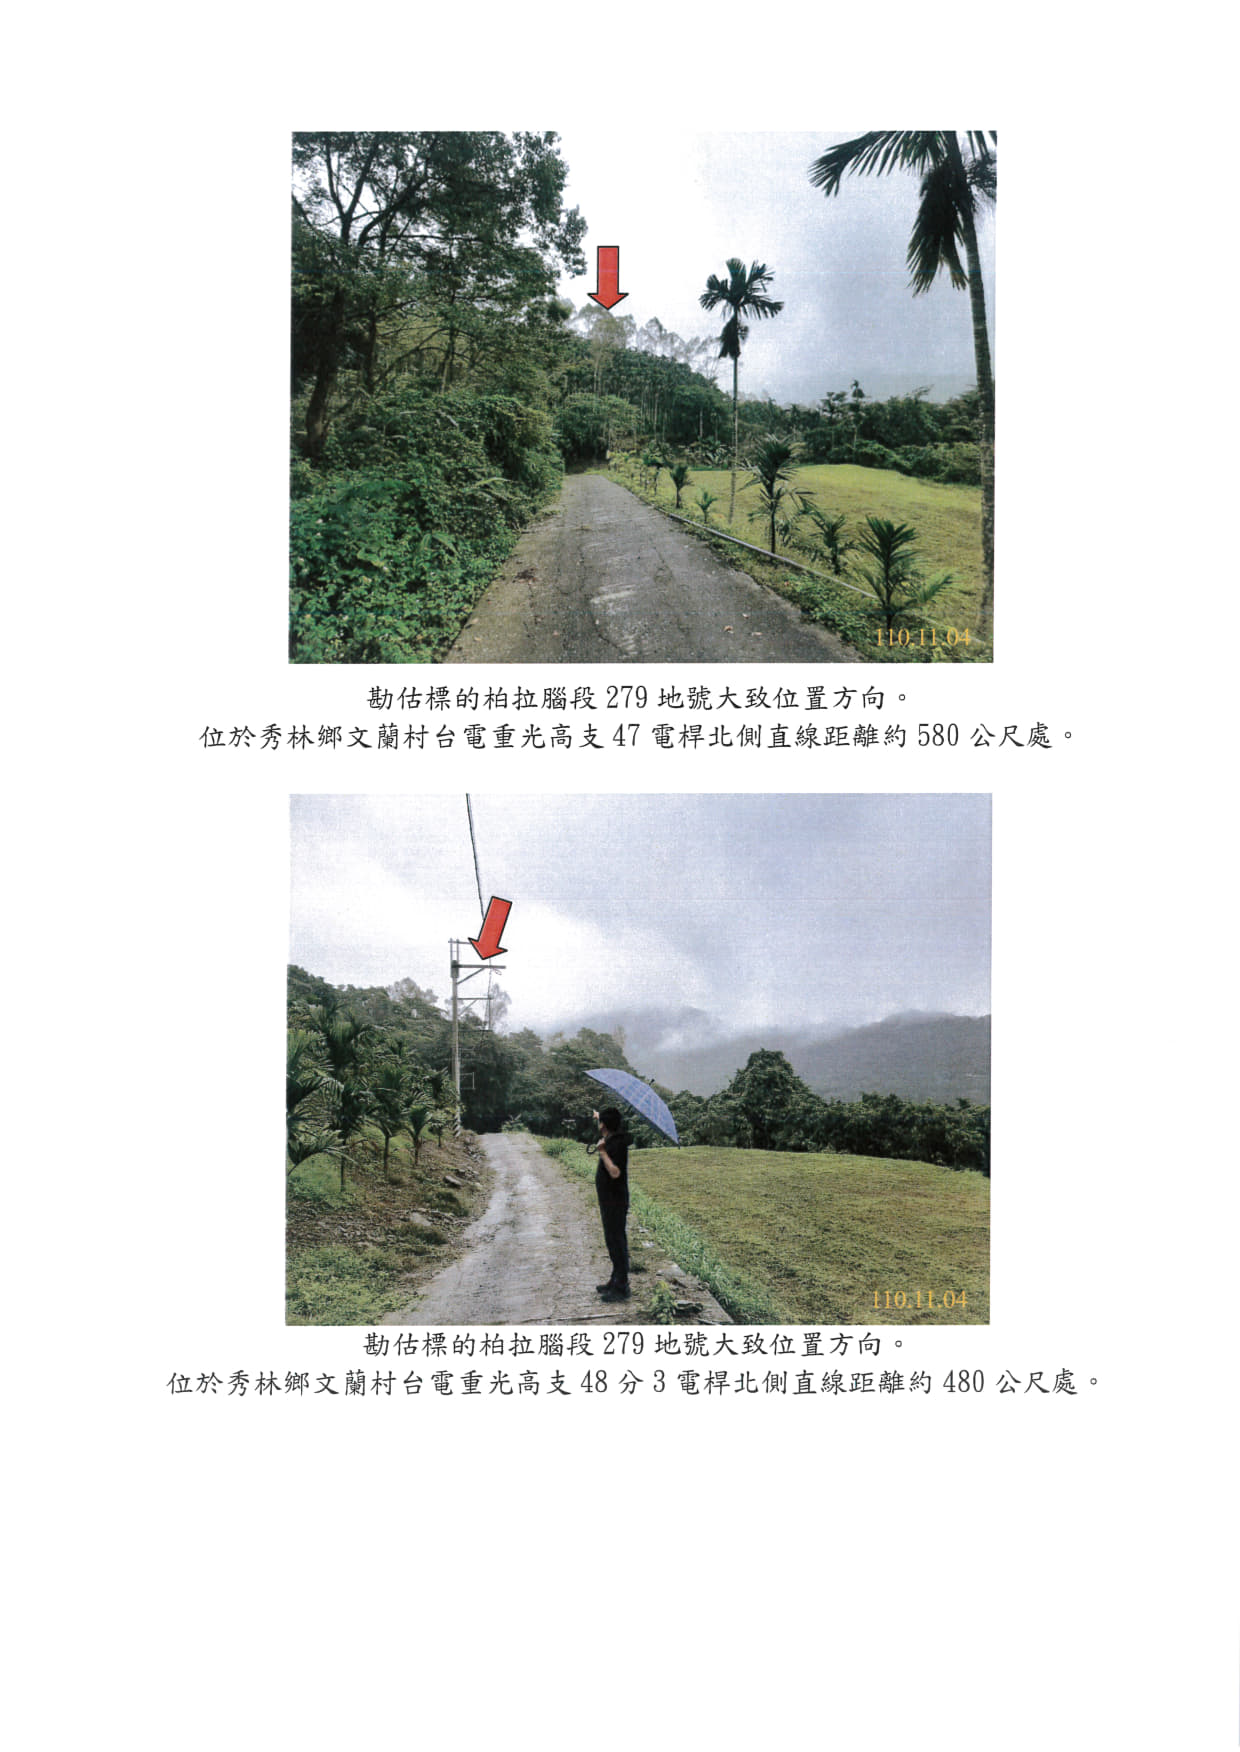 110.11.04
勘估標的柏拉腦段 279 地號大致位置方向。
位於秀林鄉文蘭村台電重光高支 47 電桿北側直線距離約 580 公尺處。
110.11.04
勘估標的柏拉腦段 279 地號大致位置方向。
位於秀林鄉文蘭村台電重光高支 48 分 3 電桿北側直線距離約 480 公尺處。